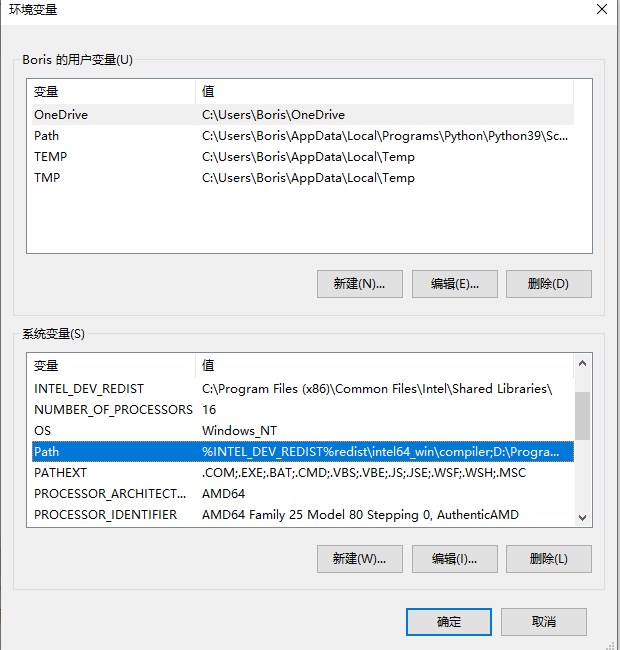 环境变量
Boris 的用户变量(U)
变量 值
OneDrive C:\Users\Boris\OneDrive
Path C:\Users\Boris\AppData\Local\Programs\Python\Python39\Sc...
TEMP C:\Users\Boris\AppData\Local\Temp
TMP C:\Users\Boris\AppData\Local\Temp
新建(N)... 编辑(E)... 删除(D)
系统变量(S)
变量 值
INTEL_DEV_REDIST C:\Program Files (x86)\Common Files\Intel\Shared Libraries\
NUMBER_OF_PROCESSORS 16
OS Windows_NT
Path %INTEL_DEV_REDIST%redist\intel64_win\compiler;D:\Progra...
PATHEXT .COM;.EXE;.BAT;.CMD;.VBS;.VBE;.JS;.JSE;.WSF;.WSH;.MSC
PROCESSOR_ARCHITECT... AMD64
PROCESSOR_IDENTIFIER AMD64 Family 25 Model 80 Stepping 0, AuthenticAMD
新建(W)... 编辑(I)... 删除(L)
确定 取消